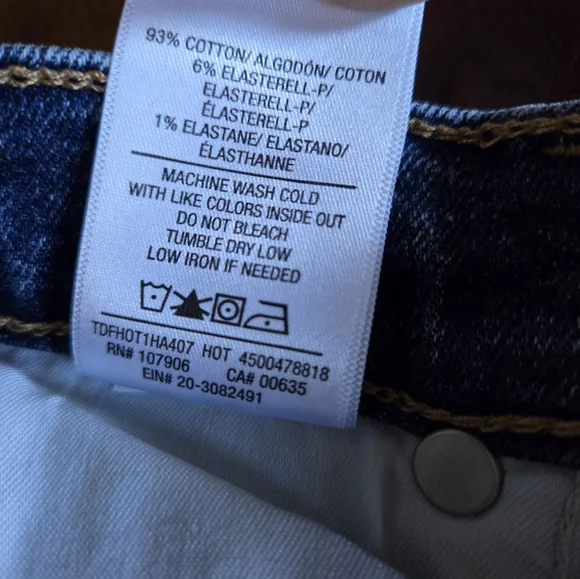 93% COTTON/ ALGODÓN/ COTON
6% ELASTERELL-P/
ELASTERELL-P/
ÉLASTERELL-P
1% ELASTANE/ ELASTANO/
ÉLASTHANNE
MACHINE WASH COLD
WITH LIKE COLORS INSIDE OUT
DO NOT BLEACH
TUMBLE DRY LOW
LOW IRON IF NEEDED
TDFHOT1HA407 HOT 4500478818
RN# 107906 CA# 00635
EIN# 20-3082491